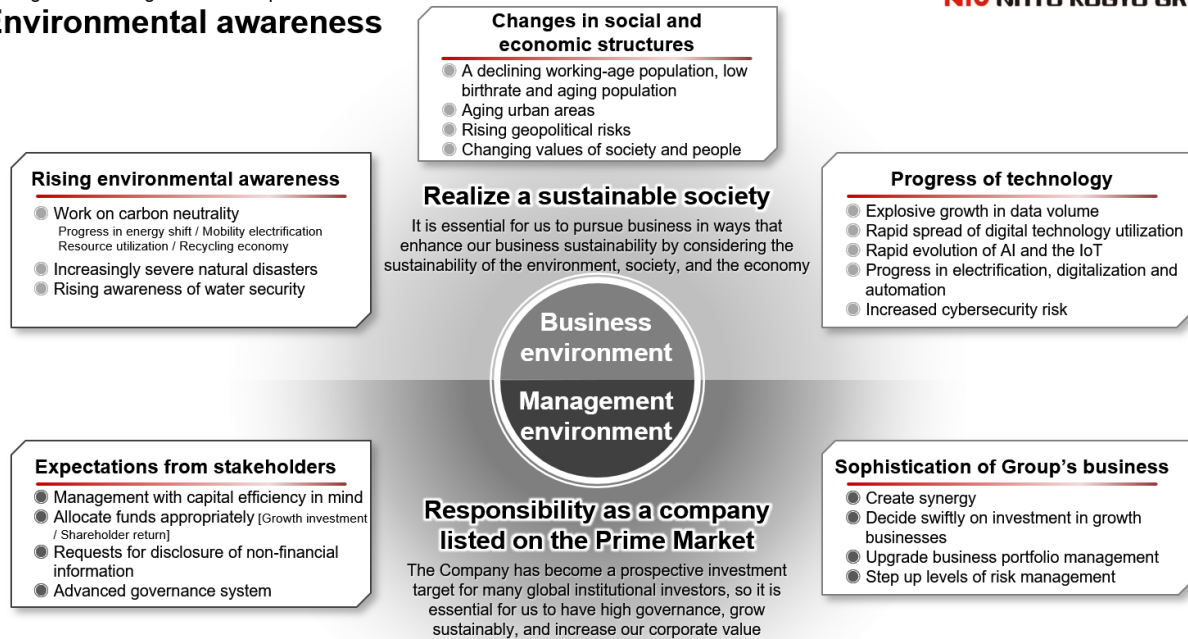 Environmental awareness
NITO KOGYO GR
Changes in social and
economic structures
A declining working-age population, low
birthrate and aging population
Aging urban areas
Rising geopolitical risks
Changing values of society and people
Rising environmental awareness
Work on carbon neutrality
Progress in energy shift / Mobility electrification
Resource utilization / Recycling economy
Increasingly severe natural disasters
Rising awareness of water security
Realize a sustainable society
It is essential for us to pursue business in ways that
enhance our business sustainability by considering the
sustainability of the environment, society, and the economy
Progress of technology
Explosive growth in data volume
Rapid spread of digital technology utilization
Rapid evolution of AI and the IoT
Progress in electrification, digitalization and
automation
Increased cybersecurity risk
Business
environment
Management
environment
Expectations from stakeholders
Management with capital efficiency in mind
Allocate funds appropriately [Growth investment
/ Shareholder return]
Requests for disclosure of non-financial
information
Advanced governance system
Responsibility as a company
listed on the Prime Market
The Company has become a prospective investment
target for many global institutional investors, so it is
essential for us to have high governance, grow
sustainably, and increase our corporate value
Sophistication of Group's business
Create synergy
Decide swiftly on investment in growth
businesses
Upgrade business portfolio management
Step up levels of risk management